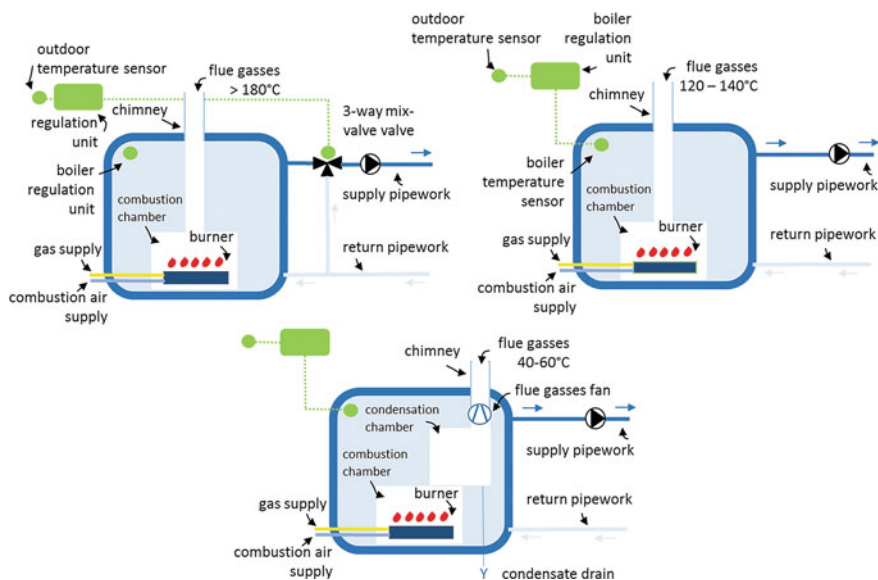 outdoor
temperature sensor
flue gasses
> 180°C
chimney
3-way mix-
valve valve
regulation
unit
boiler
regulation
unit
combustion
chamber
burner
supply pipework
gas supply
return pipework
combustion air
supply
outdoor
temperature sensor
boiler
regulation
unit
flue gasses
120 – 140°C
chimney
boiler
temperature
sensor
combustion
chamber
burner
supply pipework
gas supply
return pipework
combustion air
supply
chimney
flue gasses
40-60°C
flue gasses fan
condensation
chamber
supply pipework
combustion
chamber
burner
gas supply
return pipework
combustion air
supply
Y condensate drain